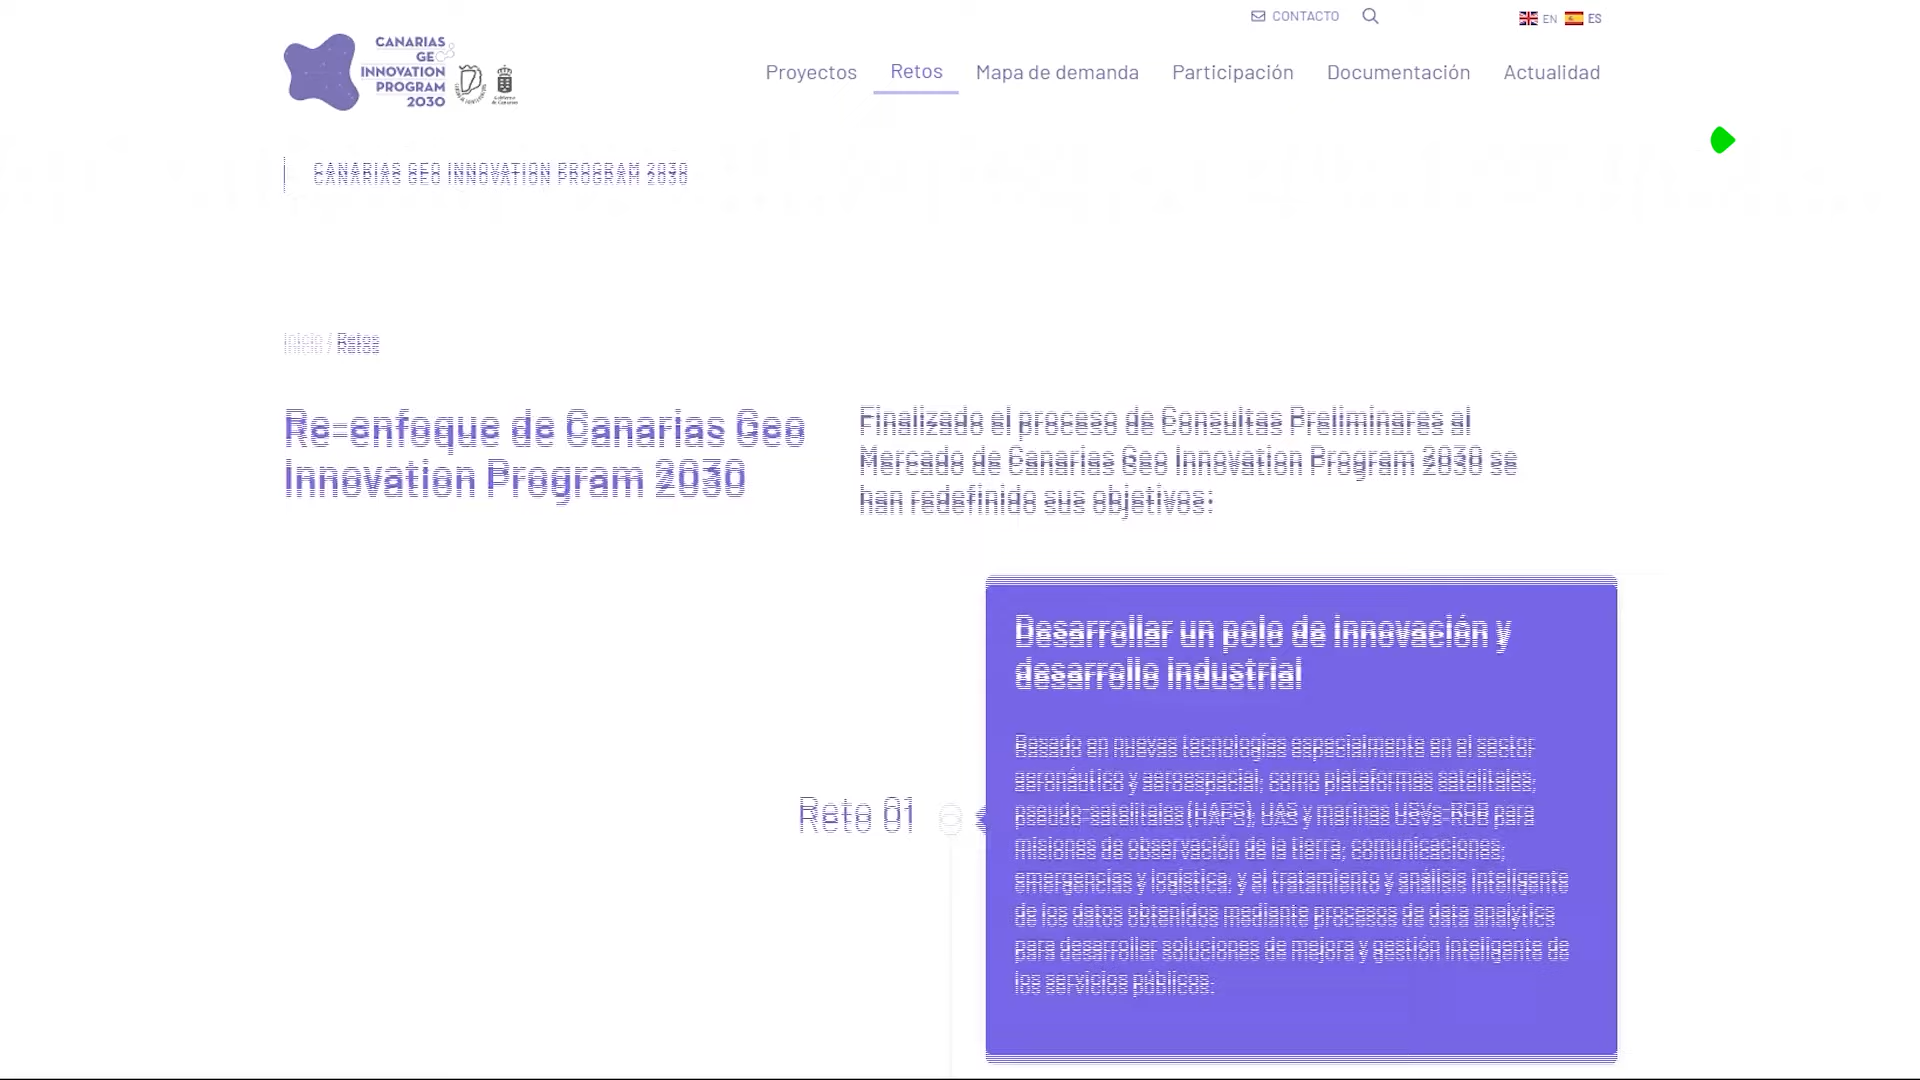 CONTACTO
EN ES
CANARIAS
GEO
INNOVATION
PROGRAM
2030
Proyectos Retos Mapa de demanda Participación Documentación Actualidad
CANARIAS GEO INNOVATION PROGRAM 2030
Inicio / Retos
Re-enfoque de Canarias Geo
Innovation Program 2030
Finalizado el proceso de Consultas Preliminares al
Mercado de Canarias Geo Innovation Program 2030 se
han redefinido sus objetivos:
Desarrollar un polo de innovación y
desarrollo industrial
Basado en nuevas tecnologías especialmente en el sector
aeronáutico y aeroespacial, como plataformas satelitales,
pseudo-satelitales (HAPS), UAS y marinas USVs-ROB para
misiones de observación de la tierra, comunicaciones,
emergencias y logística; y el tratamiento y análisis inteligente
de los datos obtenidos mediante procesos de data analytics
para desarrollar soluciones de mejora y gestión inteligente de
los servicios públicos.
Reto 01